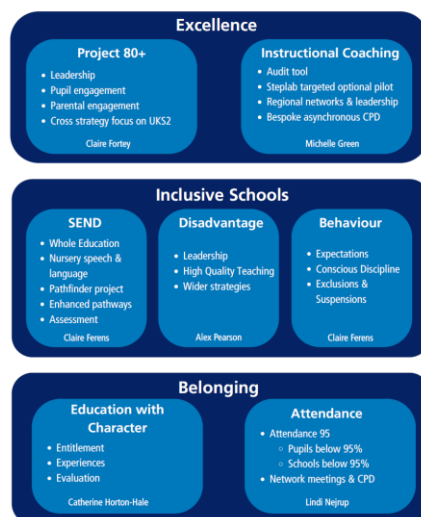 Excellence
Project 80+
• Leadership
• Pupil engagement
• Parental engagement
• Cross strategy focus on UKS2
Claire Fortey
Instructional Coaching
• Audit tool
• Steplab targeted optional pilot
• Regional networks & leadership
• Bespoke asynchronous CPD
Michelle Green
Inclusive Schools
SEND
• Whole Education
• Nursery speech &
language
• Pathfinder project
• Enhanced pathways
• Assessment
Claire Ferens
Disadvantage
• Leadership
• High Quality Teaching
• Wider strategies
Alex Pearson
Behaviour
• Expectations
• Conscious Discipline
• Exclusions &
Suspensions
Claire Ferens
Belonging
Education with
Character
• Entitlement
• Experiences
• Evaluation
Catherine Horton-Hale
Attendance
• Attendance 95
○ Pupils below 95%
○ Schools below 95%
• Network meetings & CPD
Lindi Nejrup